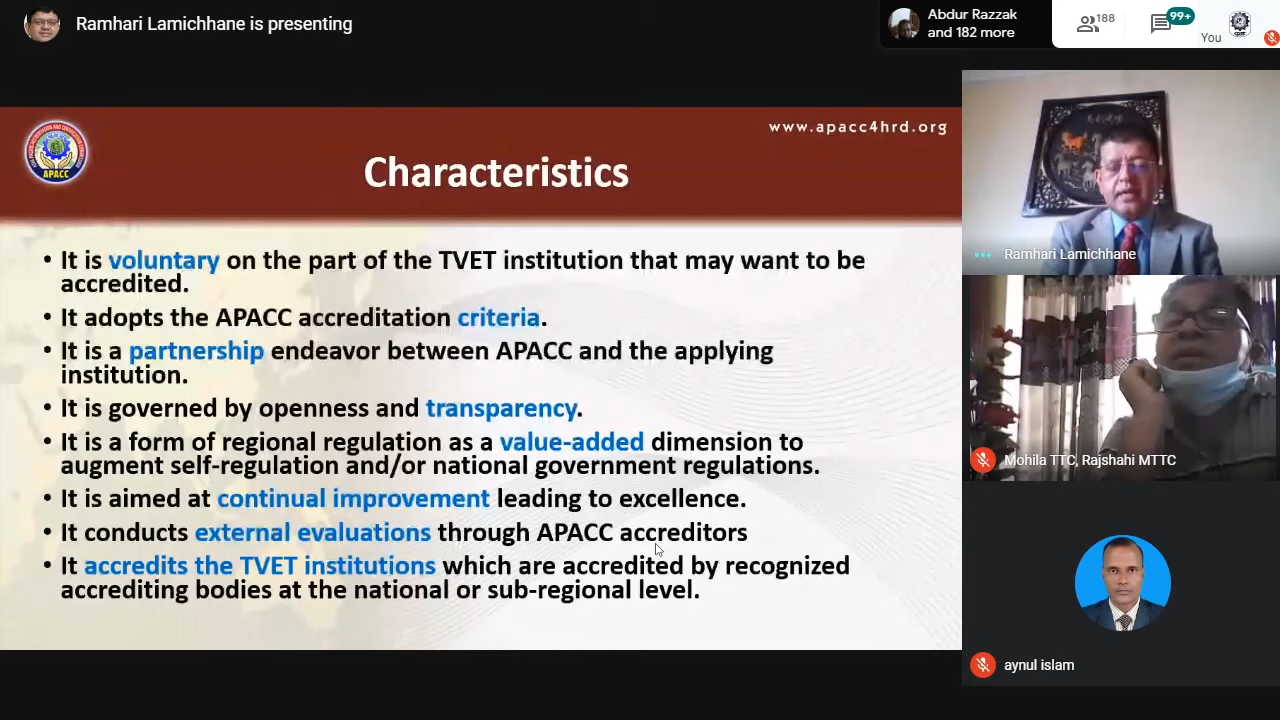 Ramhari Lamichhane is presenting
Abdur Razzak
and 182 more
188
99+
You
www.apacc4hrd.org
APACC
Characteristics
• It is voluntary on the part of the TVET institution that may want to be
accredited.
• It adopts the APACC accreditation criteria.
• It is a partnership endeavor between APACC and the applying
institution.
• It is governed by openness and transparency.
• It is a form of regional regulation as a value-added dimension to
augment self-regulation and/or national government regulations.
• It is aimed at continual improvement leading to excellence.
• It conducts external evaluations through APACC accreditors
• It accredits the TVET institutions which are accredited by recognized
accrediting bodies at the national or sub-regional level.
Ramhari Lamichhane
Mohila TTC, Rajshahi MTTC
aynul islam